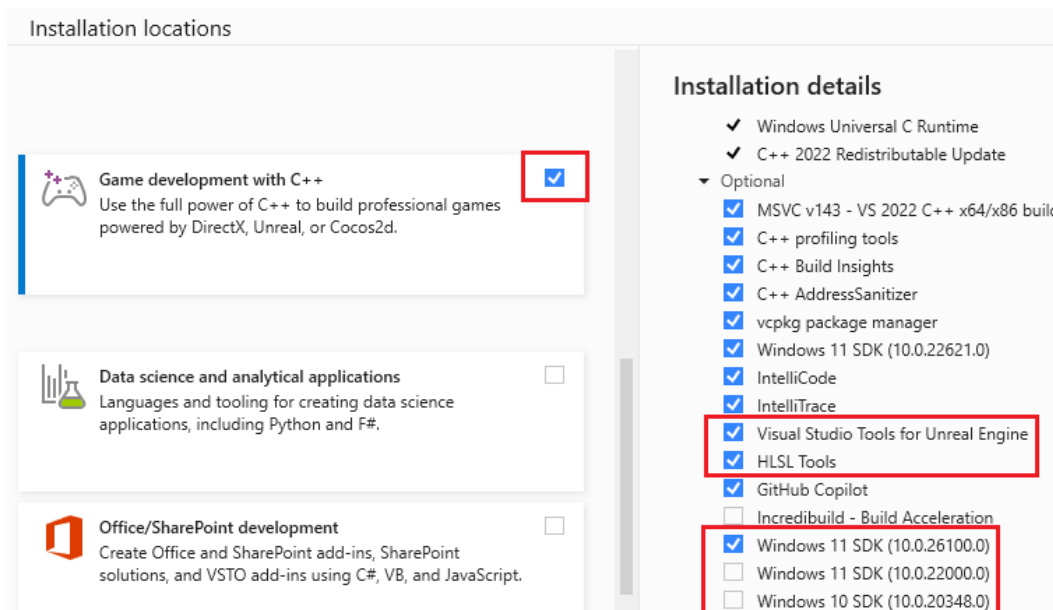 Installation locations
Game development with C++
Use the full power of C++ to build professional games
powered by DirectX, Unreal, or Cocos2d.
Data science and analytical applications
Languages and tooling for creating data science
applications, including Python and F#.
Office/SharePoint development
Create Office and SharePoint add-ins, SharePoint
solutions, and VSTO add-ins using C#, VB, and JavaScript.
Installation details
Windows Universal C Runtime
C++ 2022 Redistributable Update
Optional
MSVC v143 - VS 2022 C++ x64/x86 build
C++ profiling tools
C++ Build Insights
C++ AddressSanitizer
vcpkg package manager
Windows 11 SDK (10.0.22621.0)
IntelliCode
IntelliTrace
Visual Studio Tools for Unreal Engine
HLSL Tools
GitHub Copilot
Incredibuild - Build Acceleration
Windows 11 SDK (10.0.26100.0)
Windows 11 SDK (10.0.22000.0)
Windows 10 SDK (10.0.20348.0)